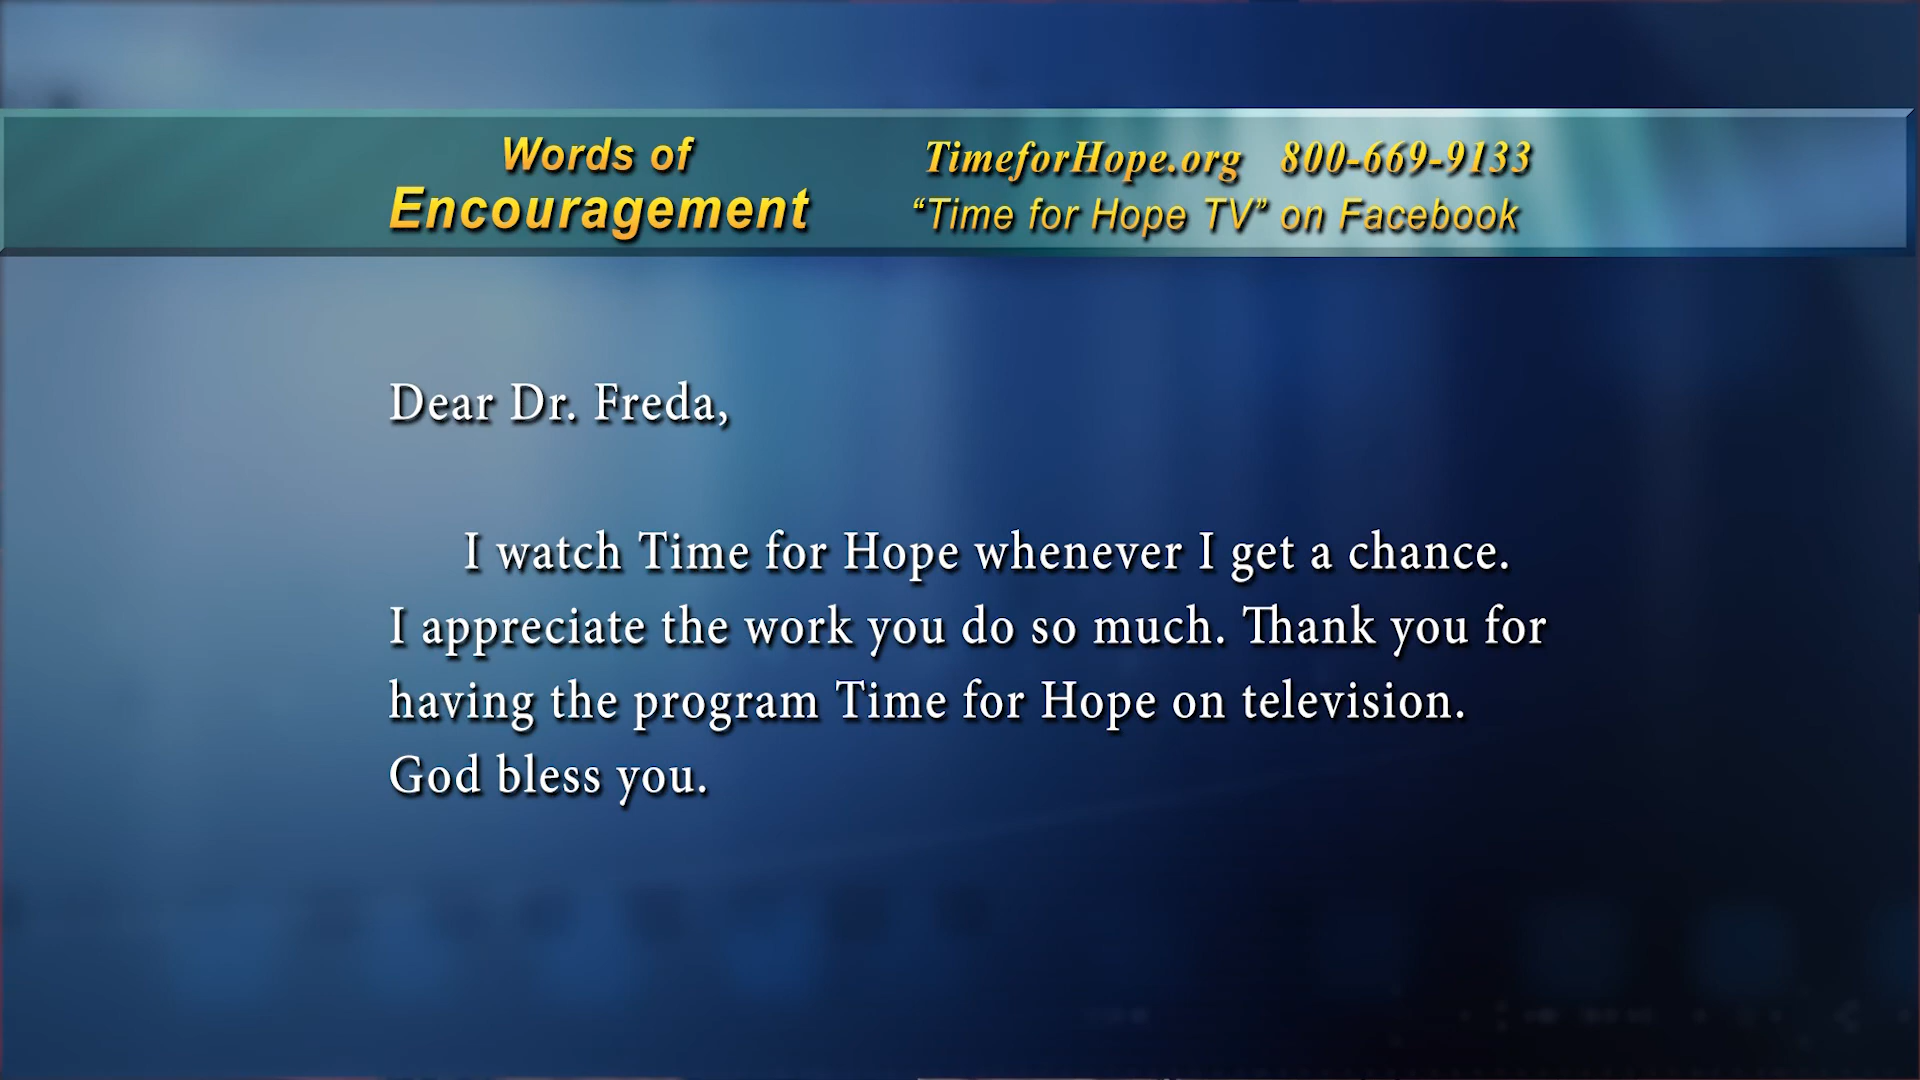 Words of
Encouragement
TimeforHope.org 800-669-9133
“Time for Hope TV” on Facebook
Dear Dr. Freda,
I watch Time for Hope whenever I get a chance.
I appreciate the work you do so much. Thank you for
having the program Time for Hope on television.
God bless you.